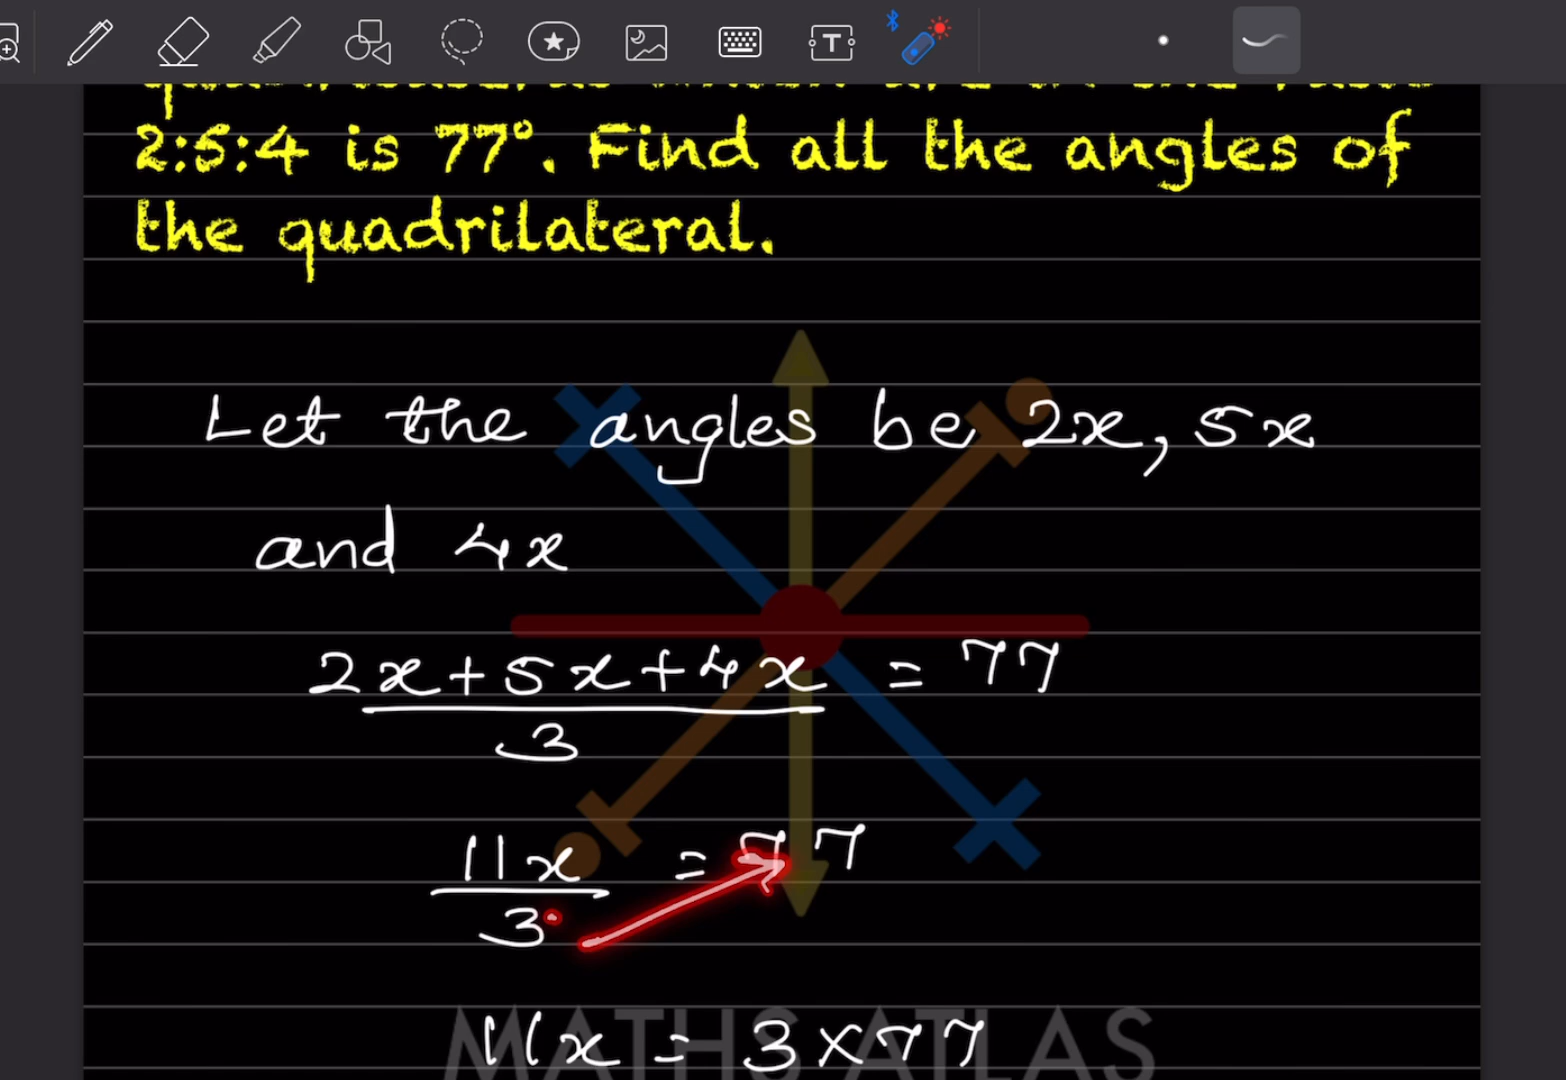 2:5:4 is 77°. Find all the angles of
the quadrilateral.
Let the angles be 2x, 5x
and 4x
2x+5x+4x = 77
3
11x = 77
3
11x = 3×77
MATHS ATLAS